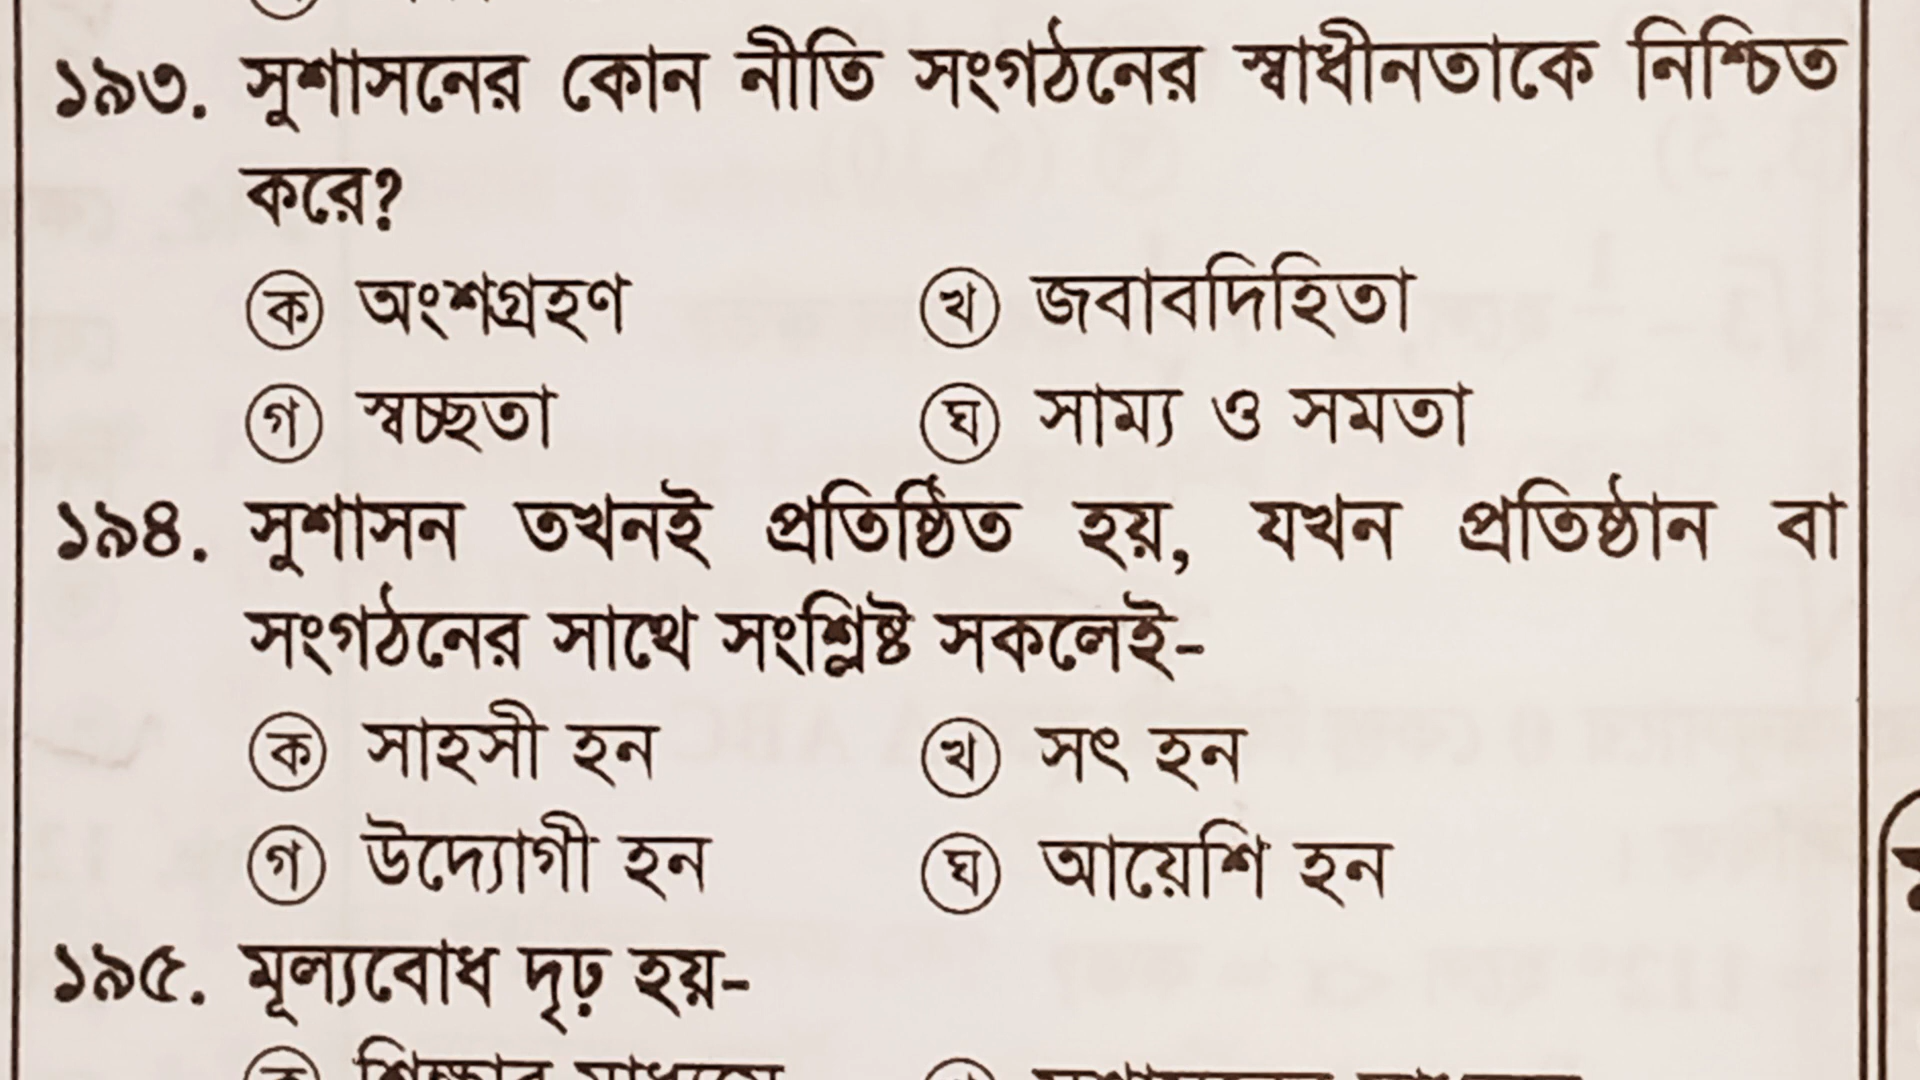 ১৯৩. সুশাসনের কোন নীতি সংগঠনের স্বাধীনতাকে নিশ্চিত
করে?
ক অংশগ্রহণ খ জবাবদিহিতা
গ স্বচ্ছতা ঘ সাম্য ও সমতা
১৯৪. সুশাসন তখনই প্রতিষ্ঠিত হয়, যখন প্রতিষ্ঠান বা
সংগঠনের সাথে সংশ্লিষ্ট সকলেই-
ক সাহসী হন খ সৎ হন
গ উদ্যোগী হন ঘ আয়েশি হন
১৯৫. মূল্যবোধ দৃঢ় হয়-